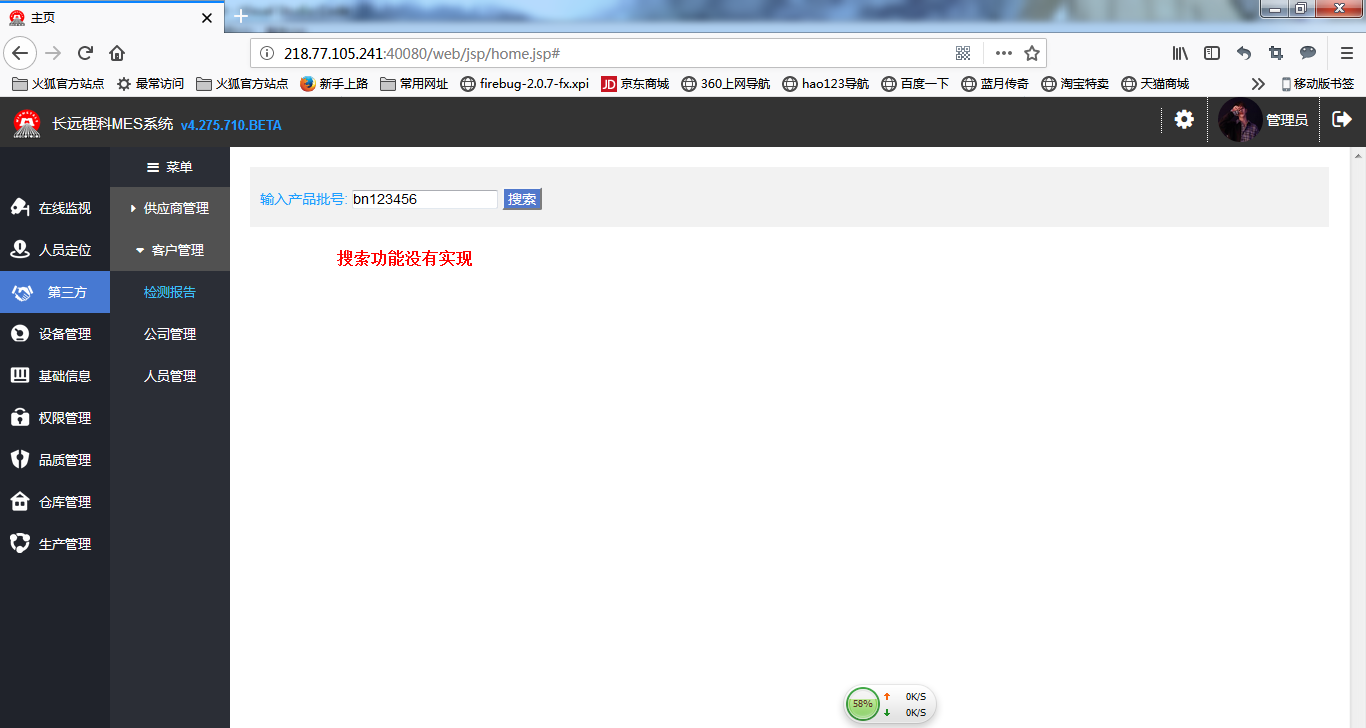 主页
218.77.105.241:40080/web/jsp/home.jsp#
火狐官方站点 最常访问 火狐官方站点 新手上路 常用网址 firebug-2.0.7-fx.xpi 京东商城 360上网导航 hao123导航 百度一下 蓝月传奇 淘宝特卖 天猫商城 移动版书签
长远锂科MES系统 v4.275.710.BETA
管理员
菜单
在线监视
人员定位
第三方
设备管理
基础信息
权限管理
品质管理
仓库管理
生产管理
供应商管理
客户管理
检测报告
公司管理
人员管理
输入产品批号: bn123456 搜索
搜索功能没有实现
58%
0K/S
0K/S